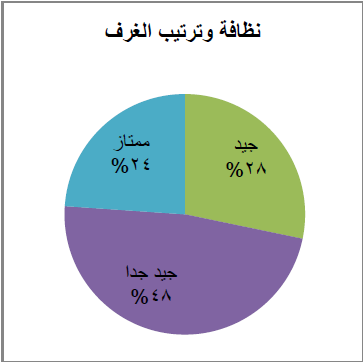 نظافة وترتيب الغرف
جيد
%٢٨
ممتاز
%٢٤
جيد جدا
%٤٨